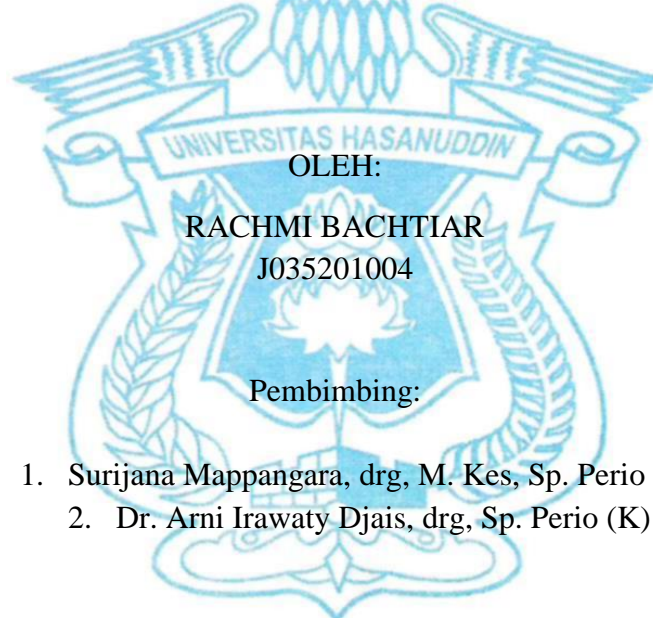 UNIVERSITAS HASANUDDIN
OLEH:
RACHMI BACHTIAR
J035201004
Pembimbing:
1. Surijana Mappangara, drg, M. Kes, Sp. Perio
2. Dr. Arni Irawaty Djais, drg, Sp. Perio (K)